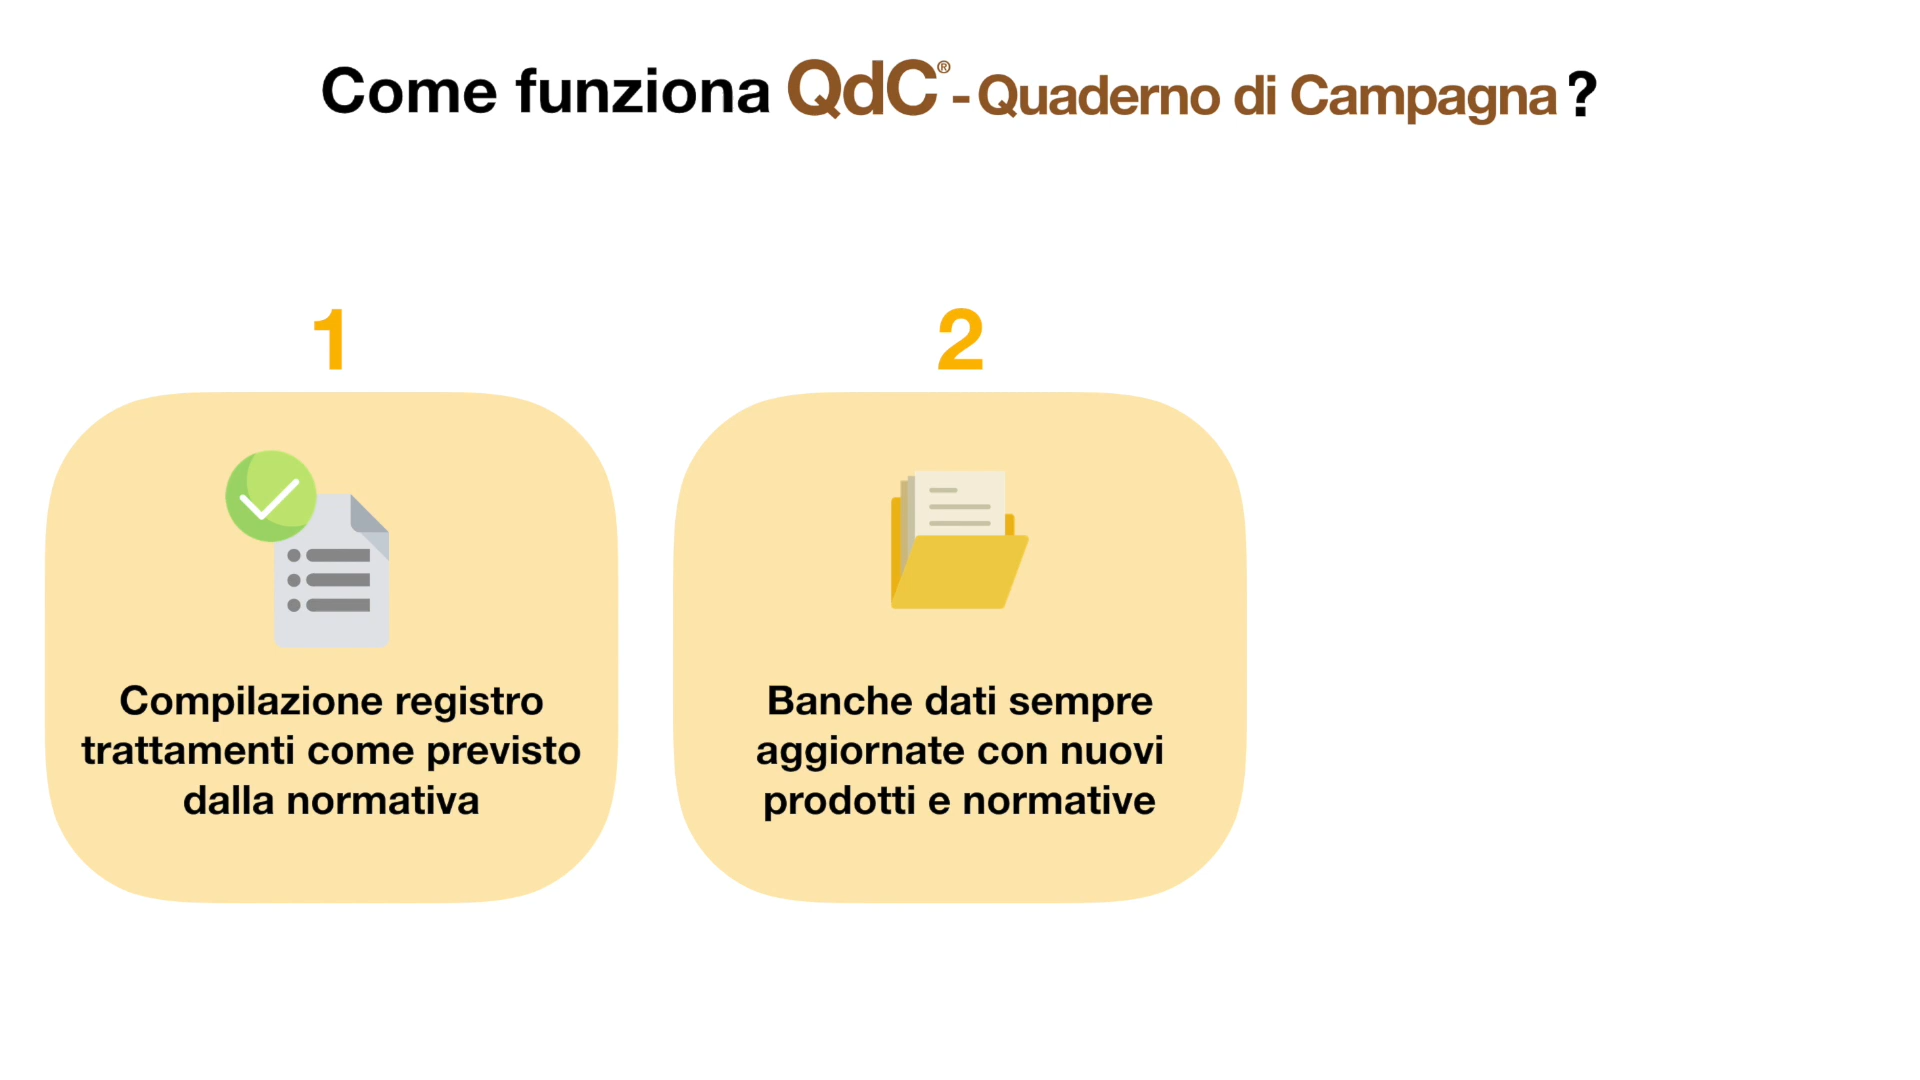 Come funziona QdC® - Quaderno di Campagna ?
1
Compilazione registro
trattamenti come previsto
dalla normativa
2
Banche dati sempre
aggiornate con nuovi
prodotti e normative